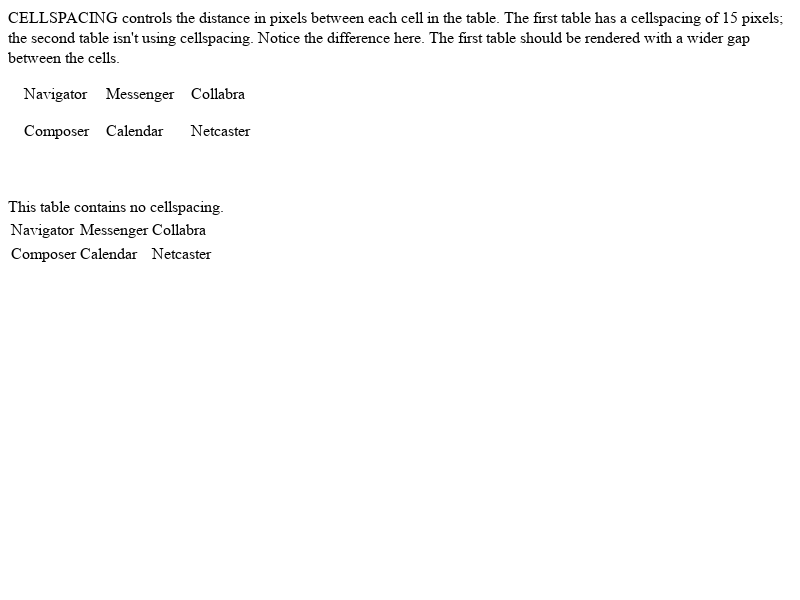 CELLSPACING controls the distance in pixels between each cell in the table. The first table has a cellspacing of 15 pixels;
the second table isn't using cellspacing. Notice the difference here. The first table should be rendered with a wider gap
between the cells.
Navigator Messenger Collabra
Composer Calendar Netcaster
This table contains no cellspacing.
Navigator Messenger Collabra
Composer Calendar Netcaster